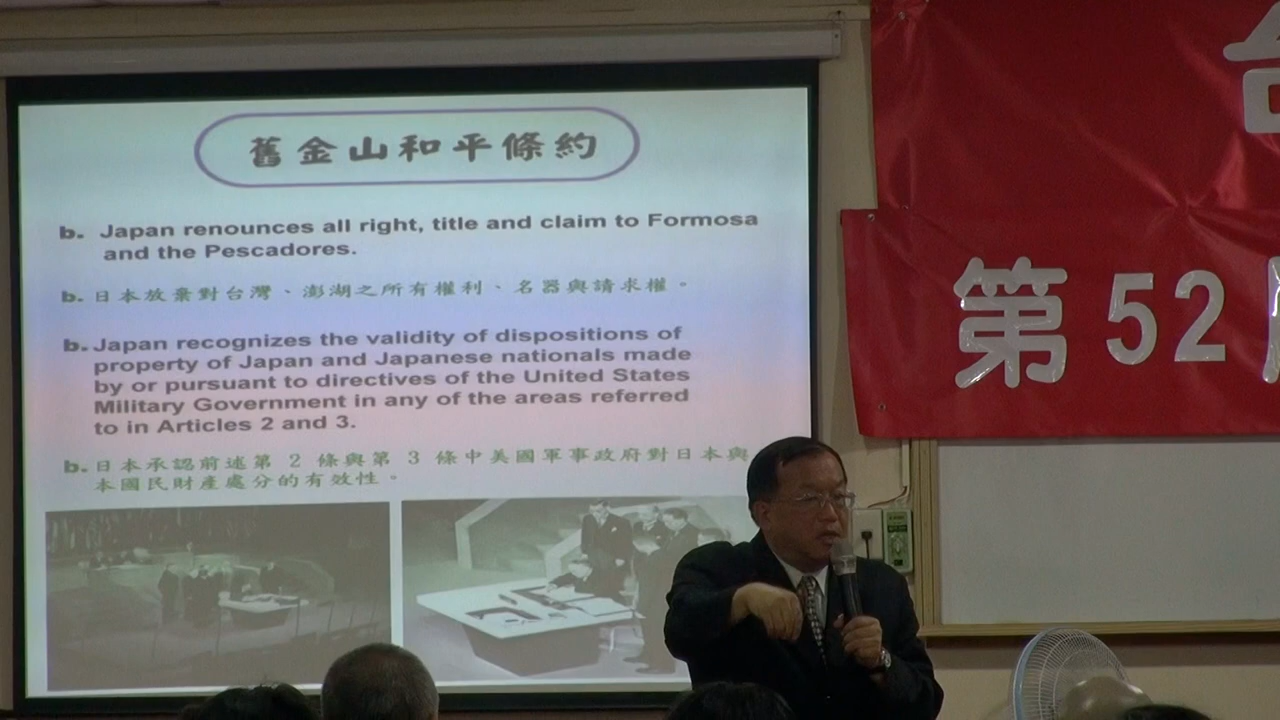 舊金山和平條約
b. Japan renounces all right, title and claim to Formosa
and the Pescadores.
b. 日本放棄對台灣、澎湖之所有權利、名器與請求權。
b. Japan recognizes the validity of dispositions of
property of Japan and Japanese nationals made
by or pursuant to directives of the United States
Military Government in any of the areas referred
to in Articles 2 and 3.
b. 日本承認前述第 2 條與第 3 條中美國軍事政府對日本與
本國民財產處分的有效性。
第 52